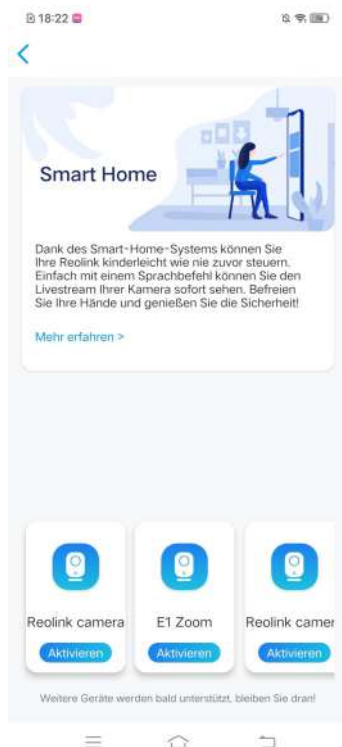 18:22
Smart Home
Dank des Smart-Home-Systems können Sie
Ihre Reolink kinderleicht wie nie zuvor steuern.
Einfach mit einem Sprachbefehl können Sie den
Livestream Ihrer Kamera sofort sehen. Befreien
Sie Ihre Hände und genießen Sie die Sicherheit!
Mehr erfahren >
Reolink camera E1 Zoom Reolink camer
Aktivieren Aktivieren Aktivieren
Weitere Geräte werden bald unterstützt, bleiben Sie dran!